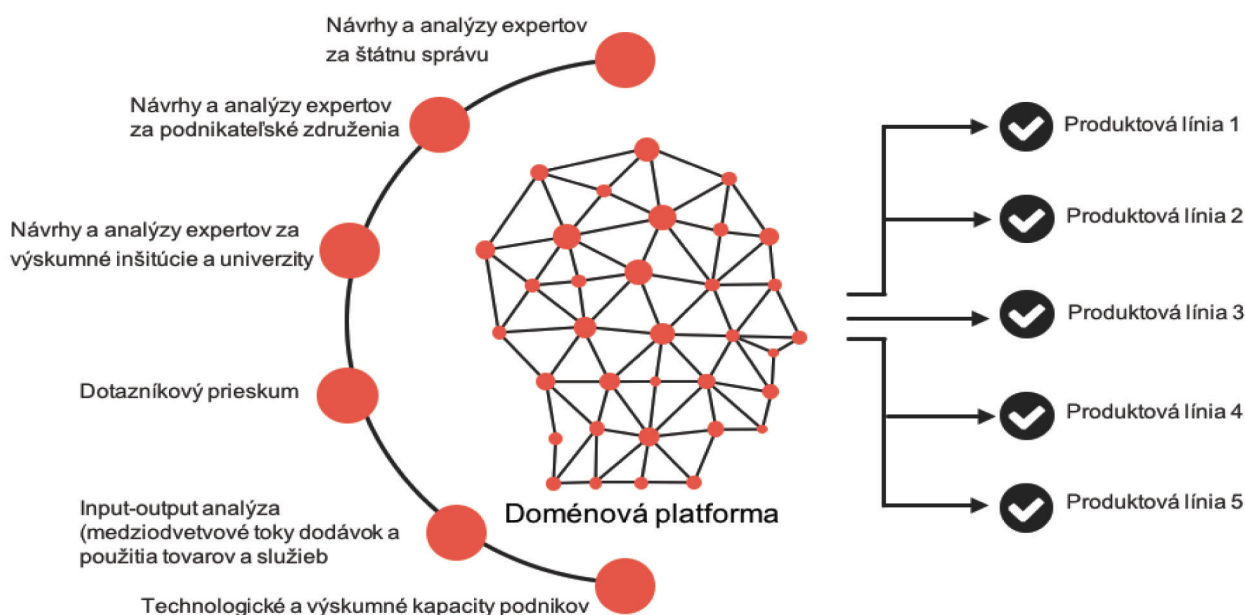 Návrhy a analýzy expertov
za štátnu správu
Návrhy a analýzy expertov
za podnikateľské združenia
Návrhy a analýzy expertov za
výskumné inšitúcie a univerzity
Dotazníkový prieskum
Input-output analýza
(medziodvetvové toky dodávok a
použitia tovarov a služieb
Technologické a výskumné kapacity podnikov
Doménová platforma
Produktová línia 1
Produktová línia 2
Produktová línia 3
Produktová línia 4
Produktová línia 5